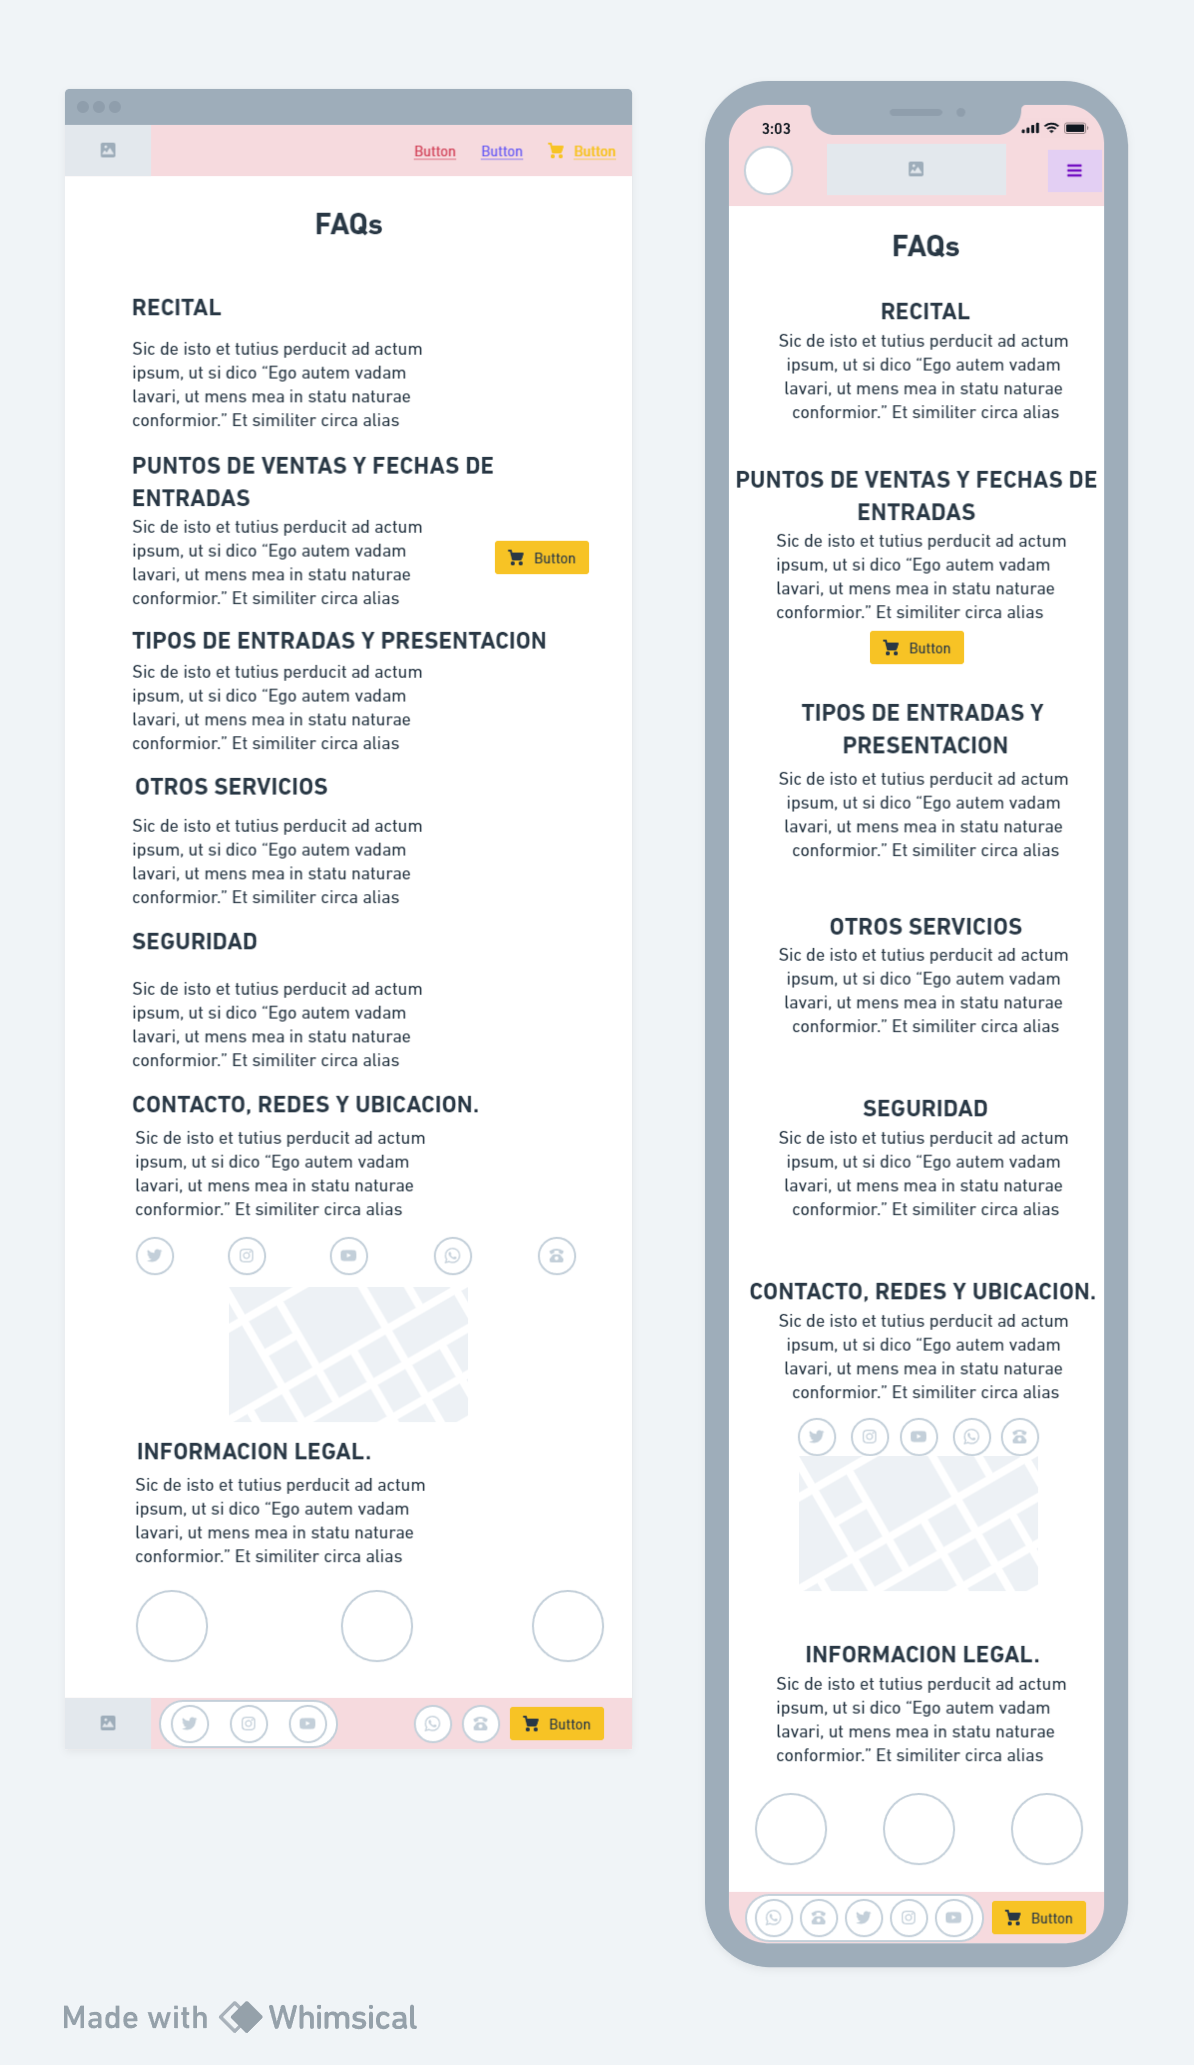 Button Button Button
FAQs
RECITAL
Sic de isto et tutius perducit ad actum
ipsum, ut si dico “Ego autem vadam
lavari, ut mens mea in statu naturae
conformior.” Et similiter circa alias
PUNTOS DE VENTAS Y FECHAS DE
ENTRADAS
Sic de isto et tutius perducit ad actum
ipsum, ut si dico “Ego autem vadam
lavari, ut mens mea in statu naturae
conformior.” Et similiter circa alias
Button
TIPOS DE ENTRADAS Y PRESENTACION
Sic de isto et tutius perducit ad actum
ipsum, ut si dico “Ego autem vadam
lavari, ut mens mea in statu naturae
conformior.” Et similiter circa alias
OTROS SERVICIOS
Sic de isto et tutius perducit ad actum
ipsum, ut si dico “Ego autem vadam
lavari, ut mens mea in statu naturae
conformior.” Et similiter circa alias
SEGURIDAD
Sic de isto et tutius perducit ad actum
ipsum, ut si dico “Ego autem vadam
lavari, ut mens mea in statu naturae
conformior.” Et similiter circa alias
CONTACTO, REDES Y UBICACION.
Sic de isto et tutius perducit ad actum
ipsum, ut si dico “Ego autem vadam
lavari, ut mens mea in statu naturae
conformior.” Et similiter circa alias
INFORMACION LEGAL.
Sic de isto et tutius perducit ad actum
ipsum, ut si dico “Ego autem vadam
lavari, ut mens mea in statu naturae
conformior.” Et similiter circa alias
Button
3:03
FAQs
RECITAL
Sic de isto et tutius perducit ad actum
ipsum, ut si dico “Ego autem vadam
lavari, ut mens mea in statu naturae
conformior.” Et similiter circa alias
PUNTOS DE VENTAS Y FECHAS DE
ENTRADAS
Sic de isto et tutius perducit ad actum
ipsum, ut si dico “Ego autem vadam
lavari, ut mens mea in statu naturae
conformior.” Et similiter circa alias
Button
TIPOS DE ENTRADAS Y
PRESENTACION
Sic de isto et tutius perducit ad actum
ipsum, ut si dico “Ego autem vadam
lavari, ut mens mea in statu naturae
conformior.” Et similiter circa alias
OTROS SERVICIOS
Sic de isto et tutius perducit ad actum
ipsum, ut si dico “Ego autem vadam
lavari, ut mens mea in statu naturae
conformior.” Et similiter circa alias
SEGURIDAD
Sic de isto et tutius perducit ad actum
ipsum, ut si dico “Ego autem vadam
lavari, ut mens mea in statu naturae
conformior.” Et similiter circa alias
CONTACTO, REDES Y UBICACION.
Sic de isto et tutius perducit ad actum
ipsum, ut si dico “Ego autem vadam
lavari, ut mens mea in statu naturae
conformior.” Et similiter circa alias
INFORMACION LEGAL.
Sic de isto et tutius perducit ad actum
ipsum, ut si dico “Ego autem vadam
lavari, ut mens mea in statu naturae
conformior.” Et similiter circa alias
Button
Made with Whimsical